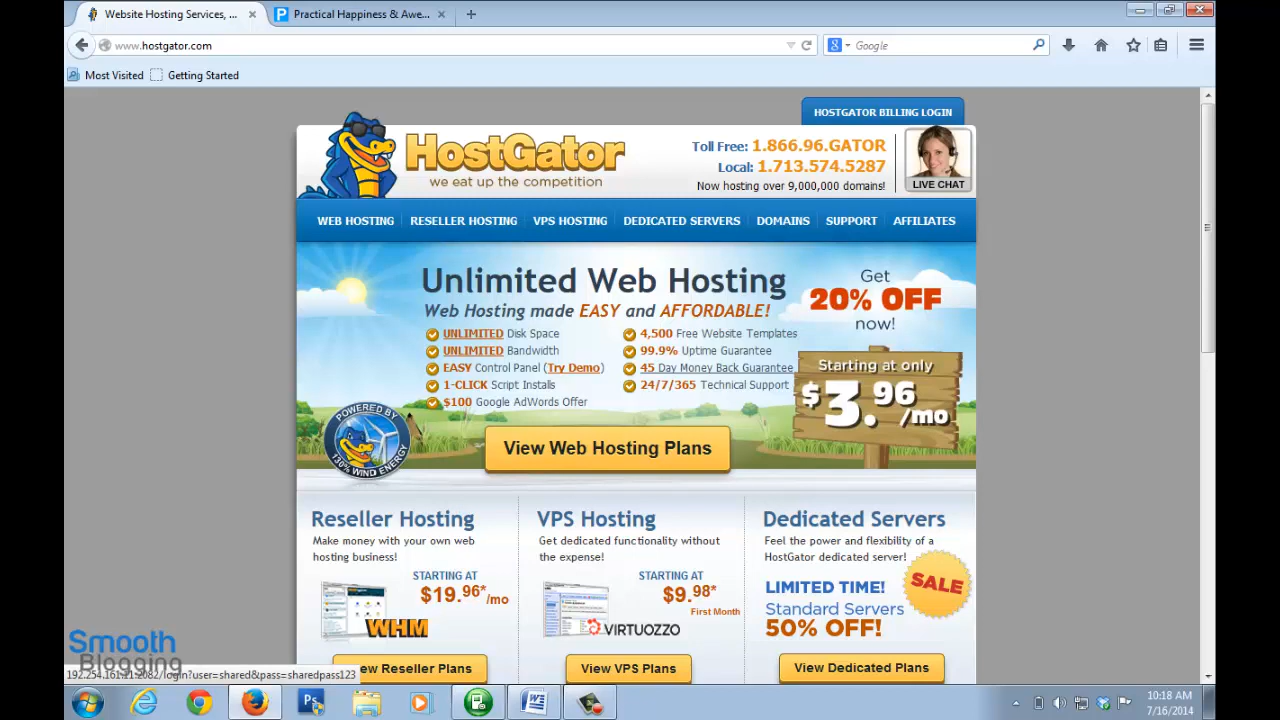 Website Hosting Services, ...
Practical Happiness & Awe...
www.hostgator.com
Google
Most Visited
Getting Started
HOSTGATOR BILLING LOGIN
HostGator
we eat up the competition
Toll Free: 1.866.96.GATOR
Local: 1.713.574.5287
Now hosting over 9,000,000 domains!
LIVE CHAT
WEB HOSTING
RESELLER HOSTING
VPS HOSTING
DEDICATED SERVERS
DOMAINS
SUPPORT
AFFILIATES
Unlimited Web Hosting
Web Hosting made EASY and AFFORDABLE!
UNLIMITED Disk Space
UNLIMITED Bandwidth
EASY Control Panel (Try Demo)
1-CLICK Script Installs
$100 Google AdWords Offer
4,500 Free Website Templates
99.9% Uptime Guarantee
45 Day Money Back Guarantee
24/7/365 Technical Support
Get
20% OFF
now!
Starting at only
$3.96
/mo
POWERED BY
130% WIND ENERGY
View Web Hosting Plans
Reseller Hosting
Make money with your own web
hosting business!
STARTING AT
$19.96*/mo
WHM
View Reseller Plans
VPS Hosting
Get dedicated functionality without
the expense!
STARTING AT
$9.98*
First Month
VIRTUOZZO
View VPS Plans
Dedicated Servers
Feel the power and flexibility of a
HostGator dedicated server!
LIMITED TIME!
Standard Servers
50% OFF!
SALE
View Dedicated Plans
Smooth
Blogging
192.254.161.21:2082/login?user=shared&pass=sharedpass123
10:18 AM
7/16/2014